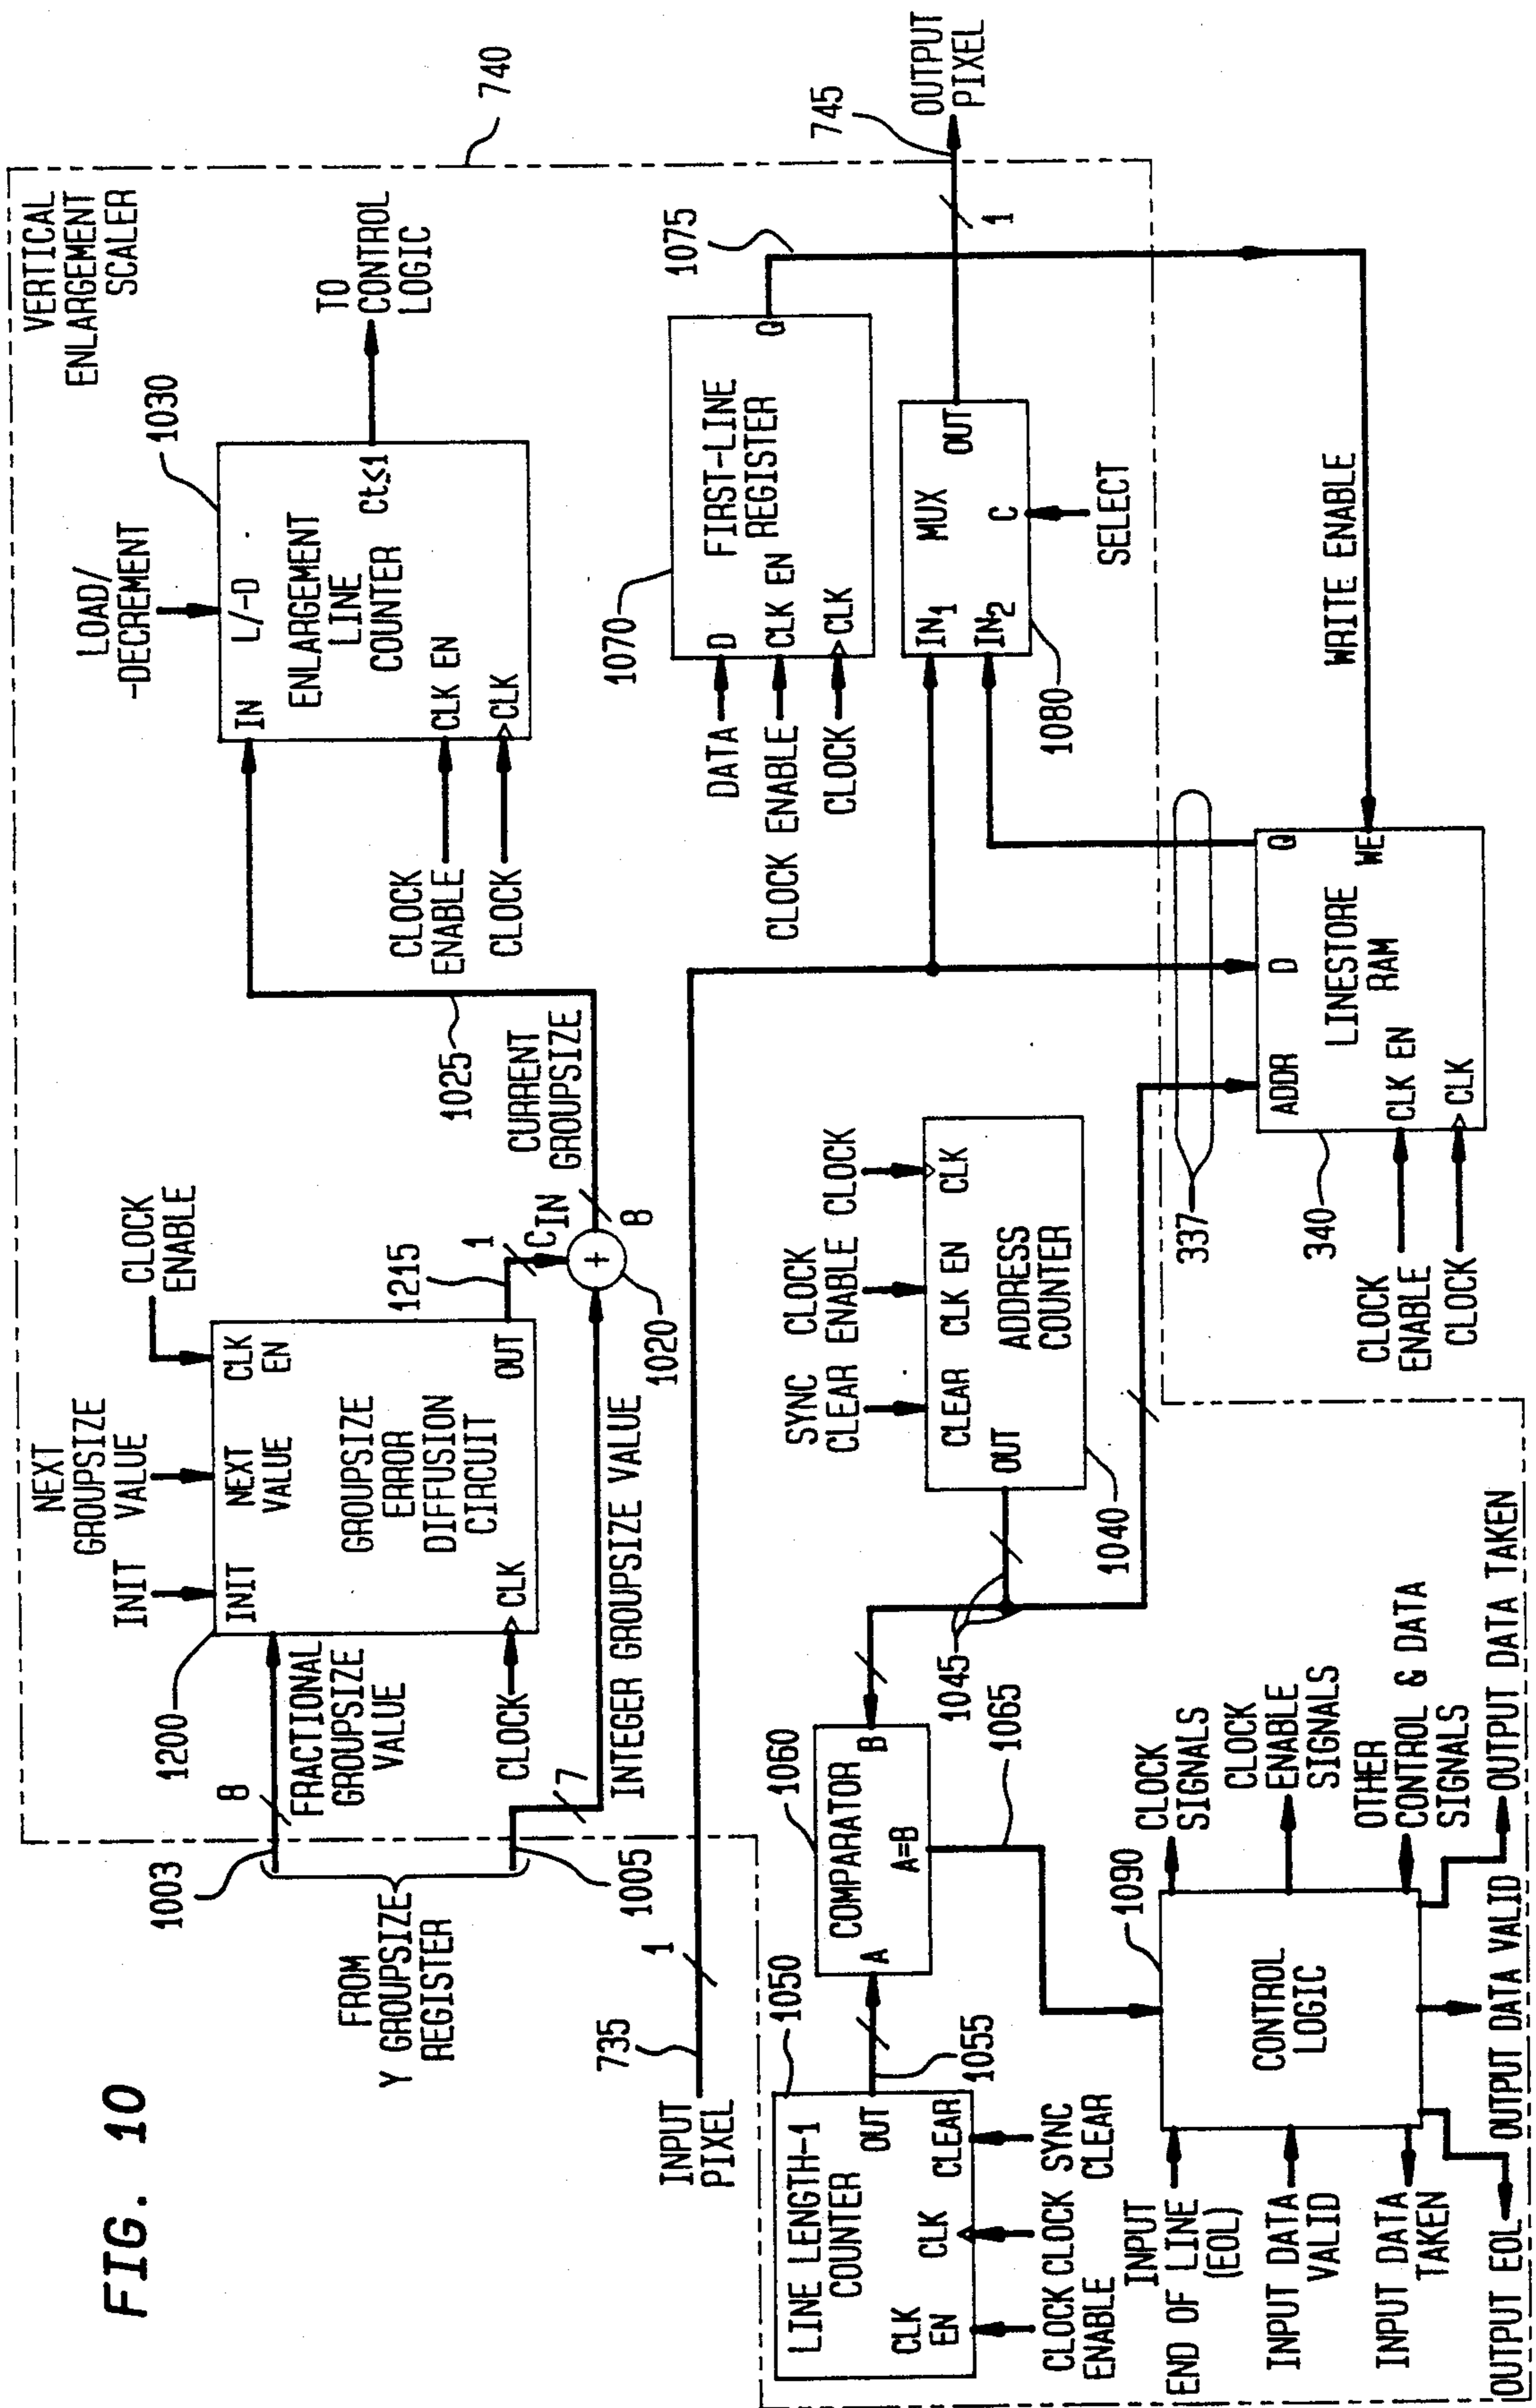 FIG. 10
VERTICAL
ENLARGEMENT
SCALER
740
FROM
Y GROUPSIZE
REGISTER
1003
1005
8
7
FRACTIONAL
GROUPSIZE
VALUE
INTEGER GROUPSIZE VALUE
CLOCK
1200
INIT
NEXT
GROUPSIZE
VALUE
CLOCK
ENABLE
INIT
NEXT
VALUE
CLK
EN
GROUPSIZE
ERROR
DIFFUSION
CIRCUIT
CLK
OUT
1215
1
CIN
+
1020
8
CURRENT
GROUPSIZE
1025
LOAD/
-DECREMENT
1030
IN
L/-D
ENLARGEMENT
LINE
COUNTER
Ct≤1
CLK EN
CLK
CLOCK
ENABLE
CLOCK
TO
CONTROL
LOGIC
INPUT
PIXEL
735
1
1070
DATA
CLOCK ENABLE
CLOCK
D
CLK EN
CLK
FIRST-LINE
REGISTER
Q
1075
IN1
IN2
MUX
OUT
C
1080
SELECT
1
745
OUTPUT
PIXEL
1050
LINE LENGTH-1
COUNTER
OUT
CLK
EN
CLK
CLEAR
CLOCK
ENABLE
CLOCK
SYNC
CLEAR
1055
1060
COMPARATOR
A
B
A=B
1065
1045
SYNC
CLEAR
CLOCK
ENABLE
CLOCK
CLEAR
CLK EN
CLK
OUT
ADDRESS
COUNTER
1040
337
340
ADDR
D
Q
LINESTORE
RAM
WE
CLK EN
CLK
CLOCK
ENABLE
CLOCK
WRITE ENABLE
1090
CONTROL
LOGIC
INPUT
END OF LINE
(EOL)
INPUT DATA
VALID
INPUT DATA
TAKEN
OUTPUT EOL
CLOCK
SIGNALS
CLOCK
ENABLE
SIGNALS
OTHER
CONTROL & DATA
SIGNALS
OUTPUT DATA TAKEN
OUTPUT DATA VALID